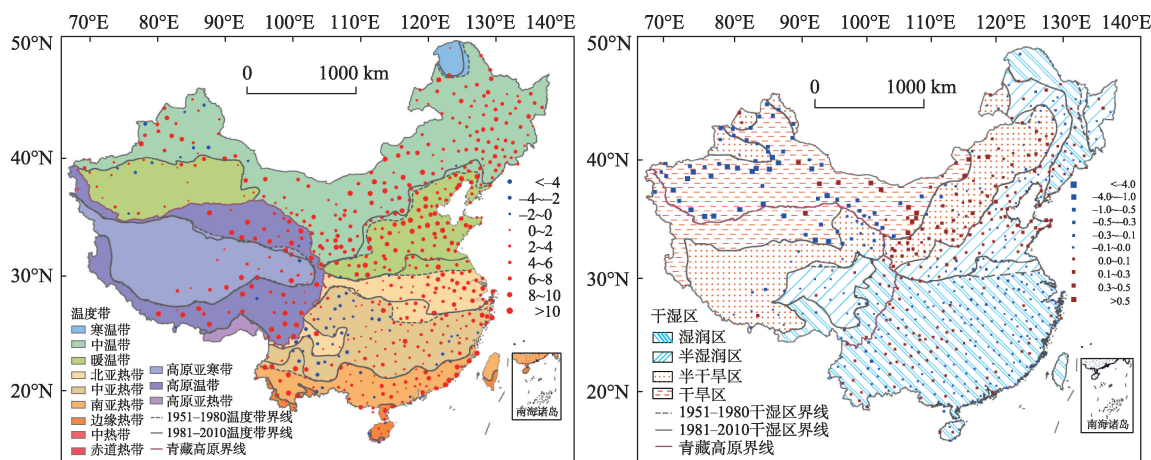 70°E 80°E 90°E 100°E 110°E 120°E 130°E 140°E
50°N
40°N
30°N
20°N
0 1000 km
<-4
-4~-2
-2~0
0~2
2~4
4~6
6~8
8~10
>10
温度带
寒温带
中温带
暖温带
北亚热带
中亚热带
南亚热带
边缘热带
中热带
赤道热带
高原亚寒带
高原温带
高原亚热带
1951–1980温度带界线
1981–2010温度带界线
青藏高原界线
南海诸岛
70°E 80°E 90°E 100°E 110°E 120°E 130°E 140°E
50°N
40°N
30°N
20°N
0 1000 km
<-4.0
-4.0~-1.0
-1.0~-0.5
-0.5~-0.3
-0.3~-0.1
-0.1~0.0
0.0~0.1
0.1~0.3
0.3~0.5
>0.5
干湿区
湿润区
半湿润区
半干旱区
干旱区
1951–1980干湿区界线
1981–2010干湿区界线
青藏高原界线
南海诸岛